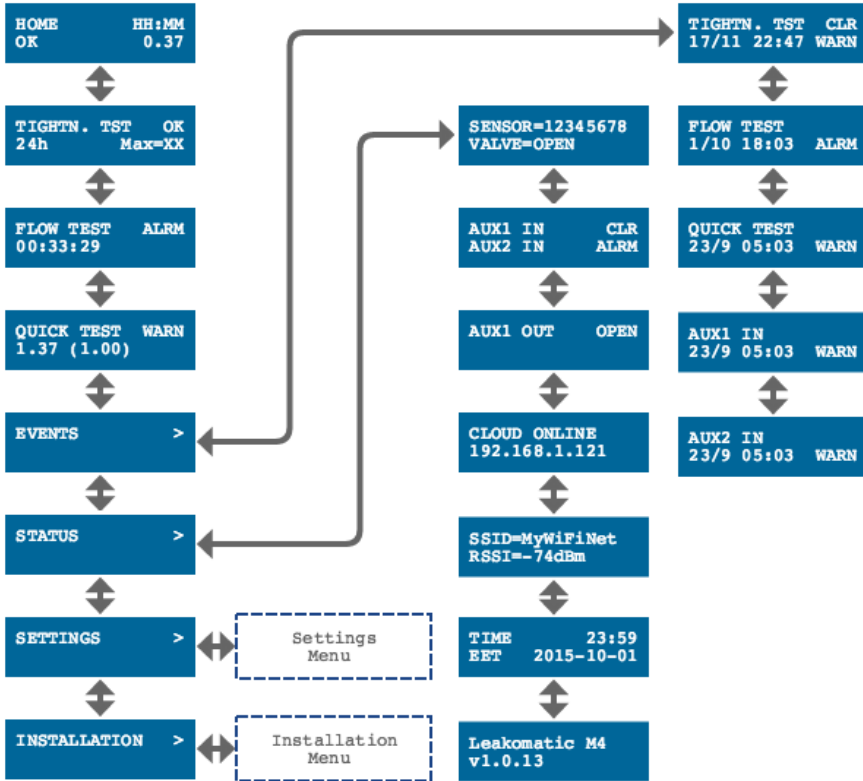 HOME HH:MM
OK 0.37
TIGHTN. TST OK
24h Max=XX
FLOW TEST ALRM
00:33:29
QUICK TEST WARN
1.37 (1.00)
EVENTS >
STATUS >
SETTINGS >
INSTALLATION >
Settings
Menu
Installation
Menu
SENSOR=12345678
VALVE=OPEN
AUX1 IN CLR
AUX2 IN ALRM
AUX1 OUT OPEN
CLOUD ONLINE
192.168.1.121
SSID=MyWiFiNet
RSSI=-74dBm
TIME 23:59
EET 2015-10-01
Leakomatic M4
v1.0.13
TIGHTN. TST CLR
17/11 22:47 WARN
FLOW TEST
1/10 18:03 ALRM
QUICK TEST
23/9 05:03 WARN
AUX1 IN
23/9 05:03 WARN
AUX2 IN
23/9 05:03 WARN